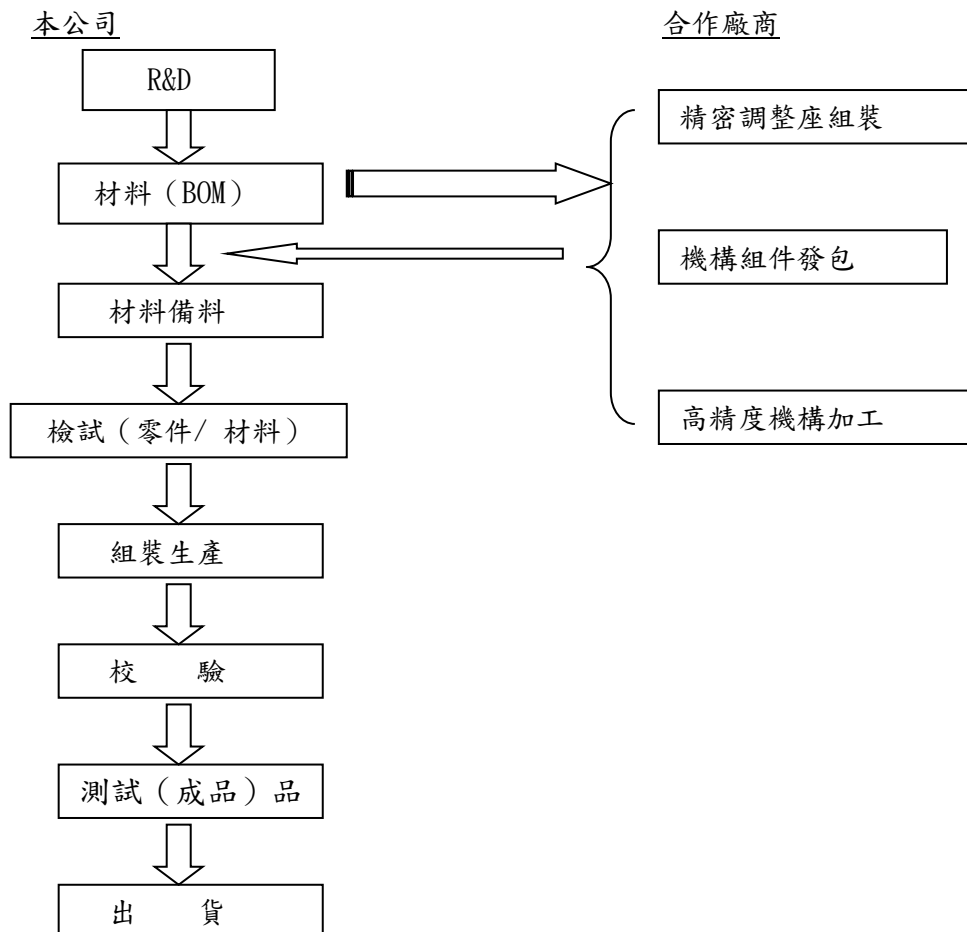 本公司
合作廠商
R&D
精密調整座組裝
材料（BOM）
機構組件發包
材料備料
檢試（零件/ 材料）
高精度機構加工
組裝生產
校 驗
測試（成品）品
出 貨